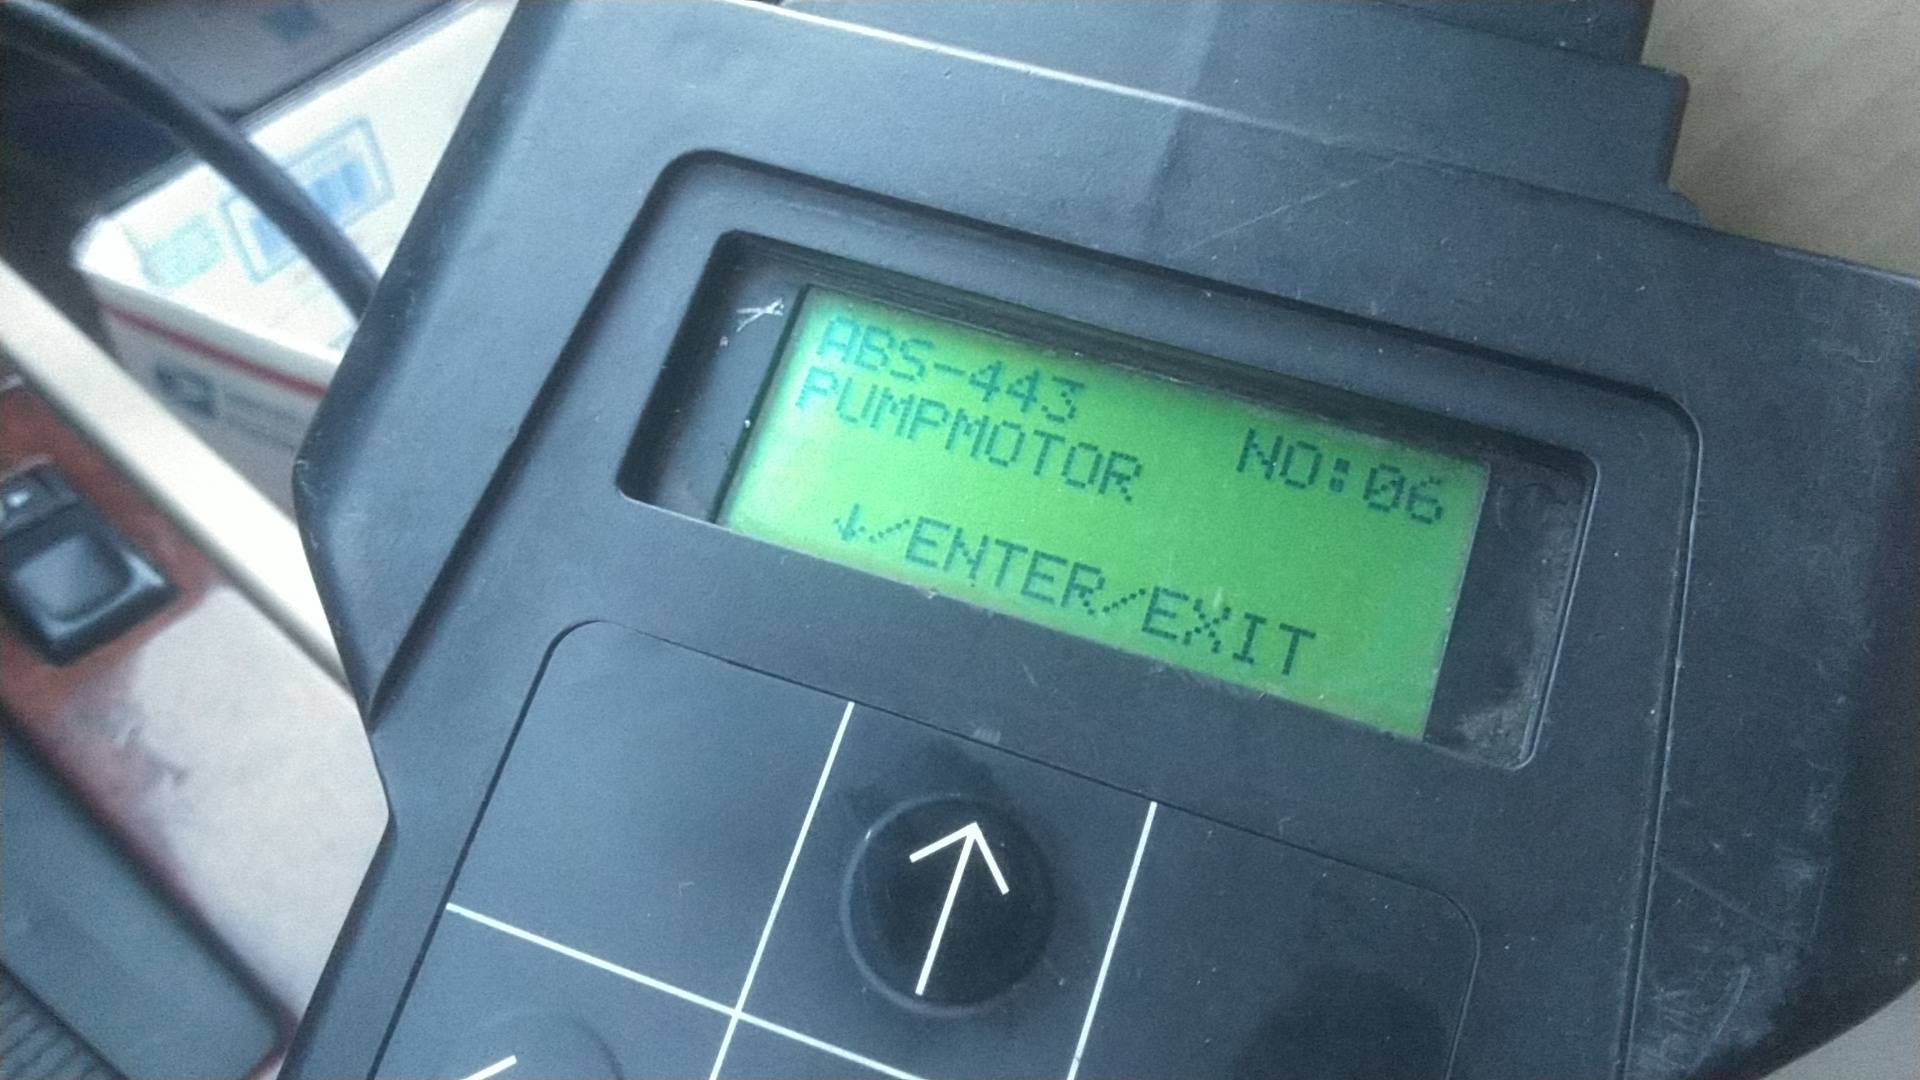 ABS-443
PUMPMOTOR NO:06
↓/ENTER/EXIT